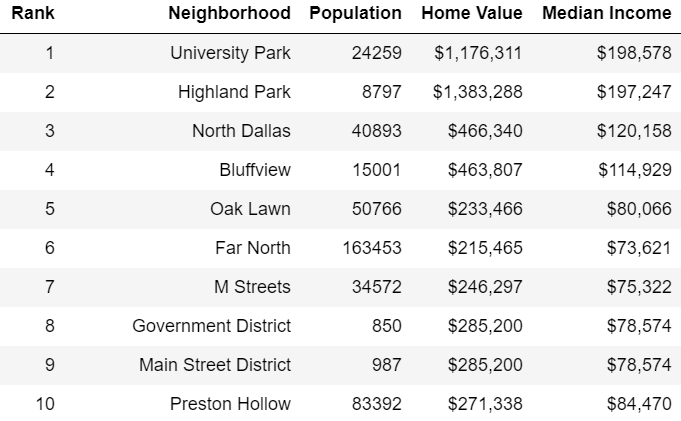 Rank Neighborhood Population Home Value Median Income
1 University Park 24259 $1,176,311 $198,578
2 Highland Park 8797 $1,383,288 $197,247
3 North Dallas 40893 $466,340 $120,158
4 Bluffview 15001 $463,807 $114,929
5 Oak Lawn 50766 $233,466 $80,066
6 Far North 163453 $215,465 $73,621
7 M Streets 34572 $246,297 $75,322
8 Government District 850 $285,200 $78,574
9 Main Street District 987 $285,200 $78,574
10 Preston Hollow 83392 $271,338 $84,470